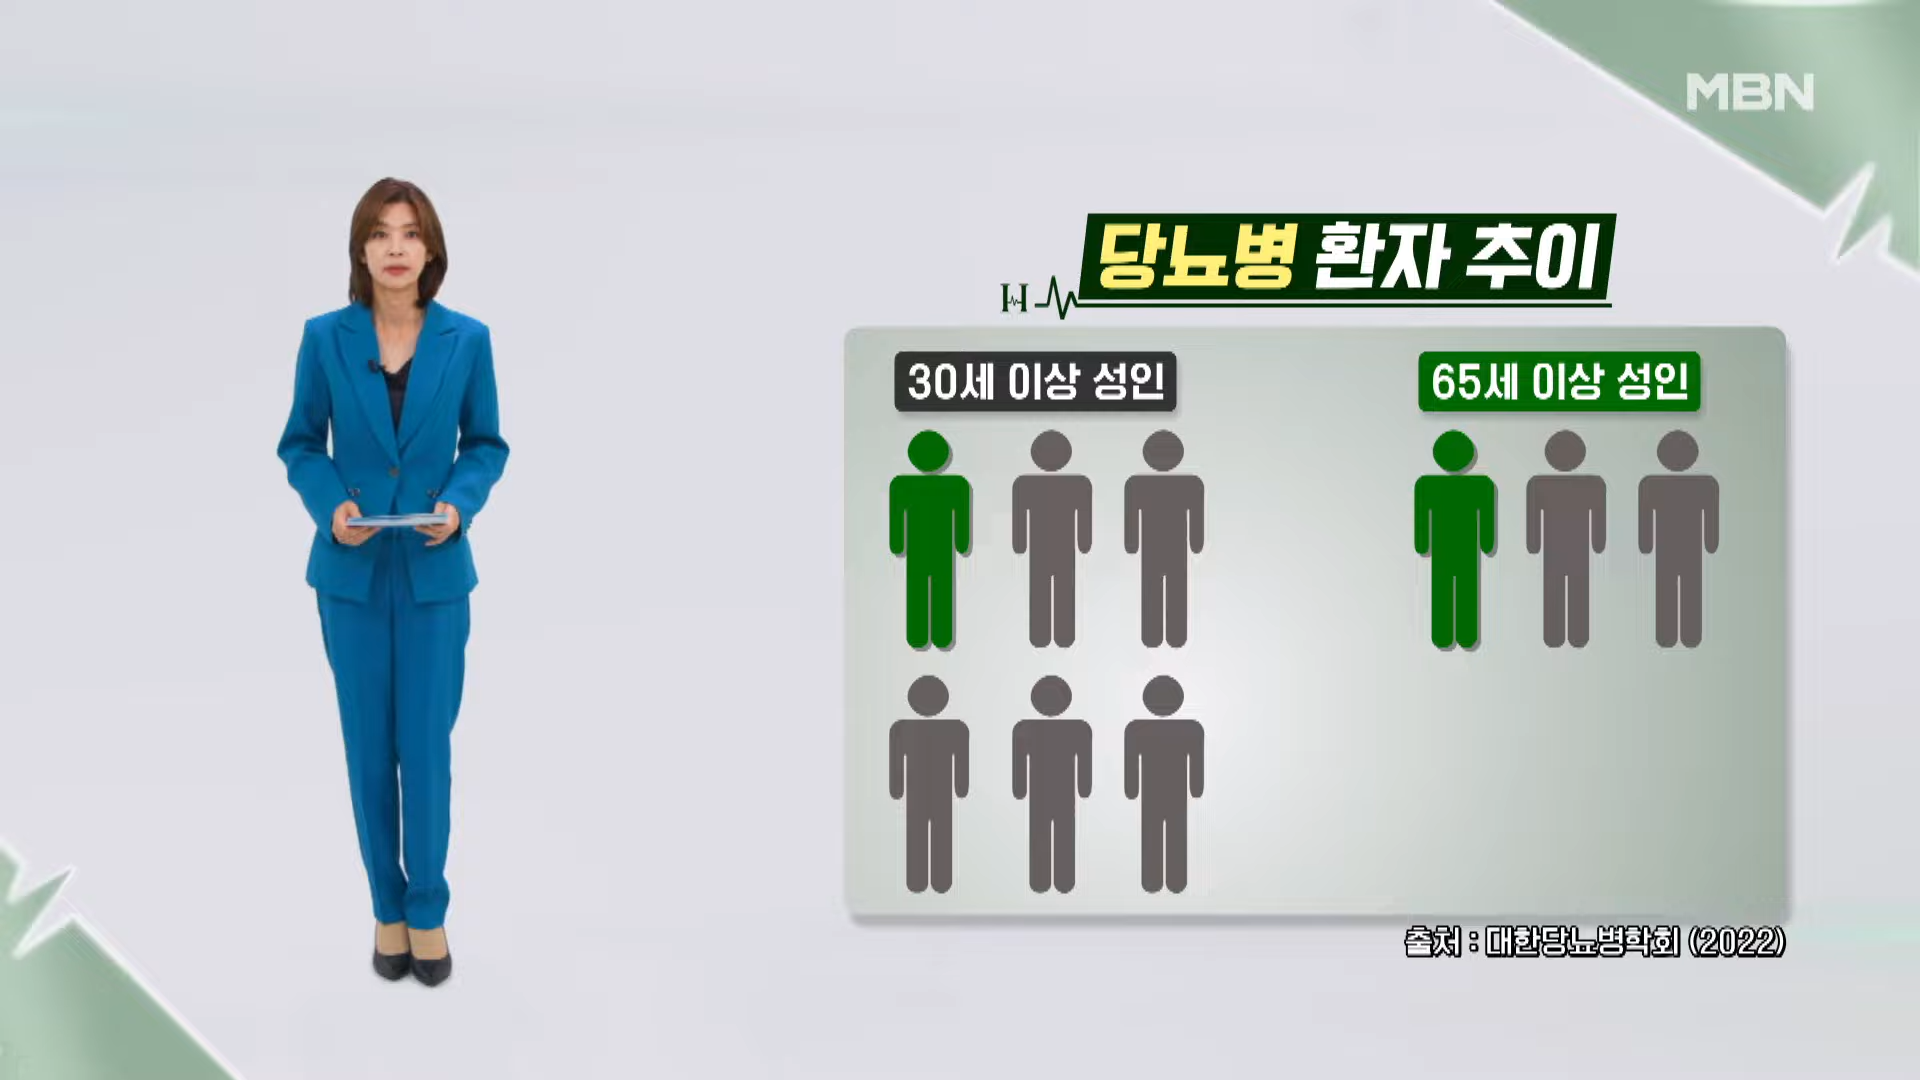 MBN
당뇨병 환자 추이
30세 이상 성인
65세 이상 성인
출처 : 대한당뇨병학회 (2022)